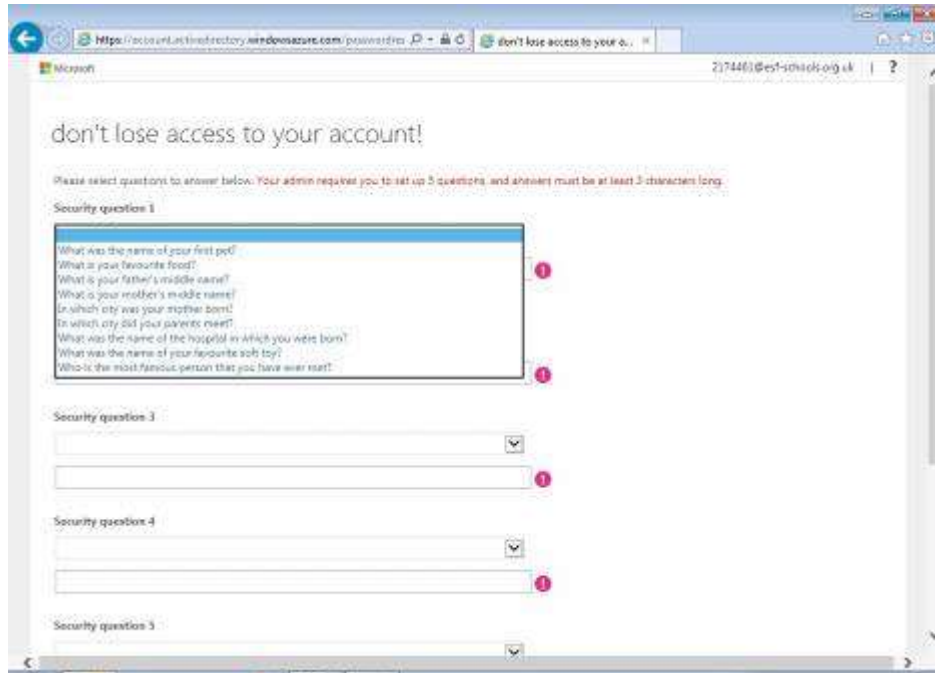 https://account.activedirectory.windowsazure.com/passwordres
don't lose access to your a...
Microsoft
2174461@esf-schools.org.uk | ?
don't lose access to your account!
Please select questions to answer below. Your admin requires you to set up 5 questions, and answers must be at least 3 characters long.
Security question 1
What was the name of your first pet?
What is your favourite food?
What is your father's middle name?
What is your mother's middle name?
In which city was your mother born?
In which city did your parents meet?
What was the name of the hospital in which you were born?
What was the name of your favourite soft toy?
Who is the most famous person that you have ever met?
Security question 3
Security question 4
Security question 5